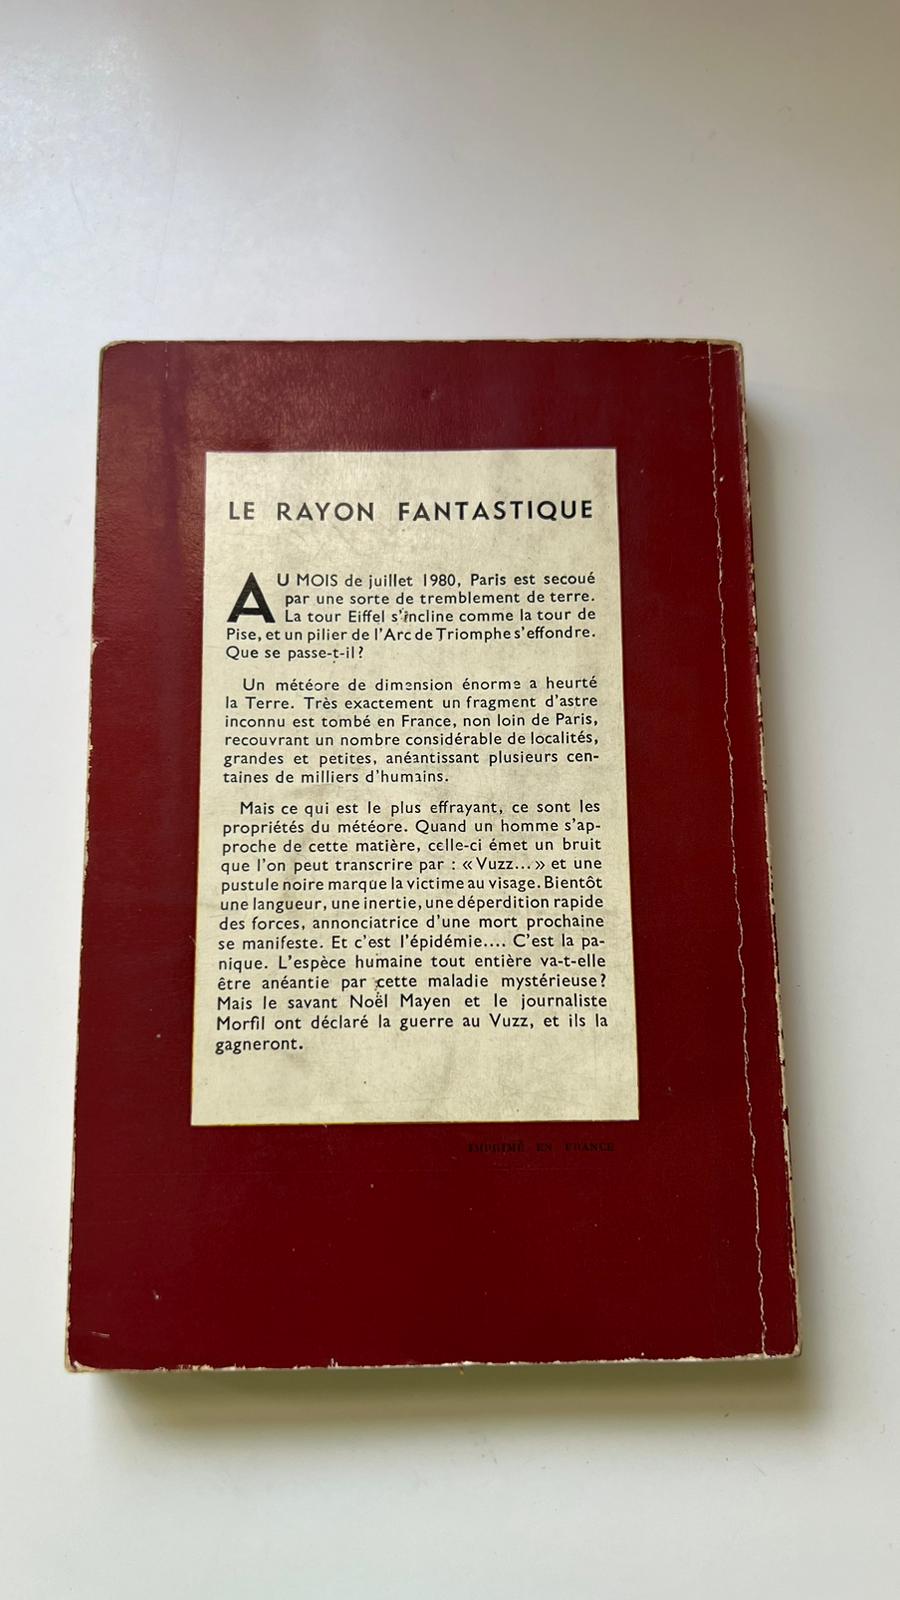 LE RAYON FANTASTIQUE
AU MOIS de juillet 1980, Paris est secoué
par une sorte de tremblement de terre.
La tour Eiffel s'incline comme la tour de
Pise, et un pilier de l'Arc de Triomphe s'effondre.
Que se passe-t-il?
Un météore de dimension énorme a heurté
la Terre. Très exactement un fragment d'astre
inconnu est tombé en France, non loin de Paris,
recouvrant un nombre considérable de localités,
grandes et petites, anéantissant plusieurs cen-
taines de milliers d'humains.
Mais ce qui est le plus effrayant, ce sont les
propriétés du météore. Quand un homme s'ap-
proche de cette matière, celle-ci émet un bruit
que l'on peut transcrire par : «Vuzz...» et une
pustule noire marque la victime au visage. Bientôt
une langueur, une inertie, une déperdition rapide
des forces, annonciatrice d'une mort prochaine
se manifeste. Et c'est l'épidémie.... C'est la pa-
nique. L'espèce humaine tout entière va-t-elle
être anéantie par cette maladie mystérieuse?
Mais le savant Noël Mayen et le journaliste
Morfil ont déclaré la guerre au Vuzz, et ils la
gagneront.
IMPRIMÉ EN FRANCE